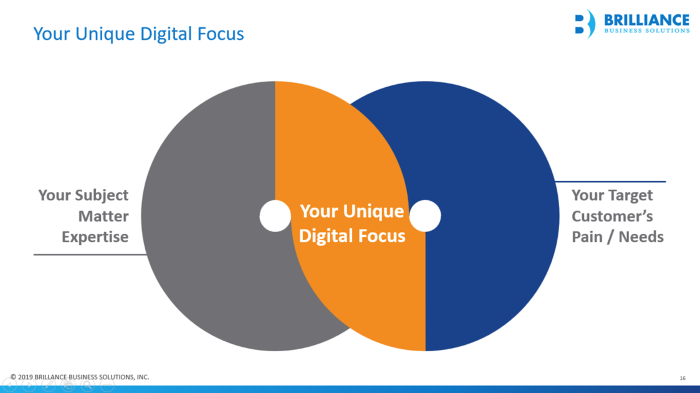 Your Unique Digital Focus
BRILLIANCE
BUSINESS SOLUTIONS
Your Subject
Matter
Expertise
Your Unique
Digital Focus
Your Target
Customer’s
Pain / Needs
© 2019 BRILLIANCE BUSINESS SOLUTIONS, INC.
16